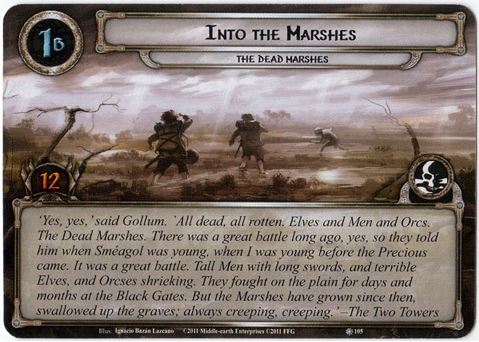 1B
INTO THE MARSHES
THE DEAD MARSHES
12
'Yes, yes,' said Gollum. 'All dead, all rotten. Elves and Men and Orcs.
The Dead Marshes. There was a great battle long ago, yes, so they told
him when Sméagol was young, when I was young before the Precious
came. It was a great battle. Tall Men with long swords, and terrible
Elves, and Orcses shrieking. They fought on the plain for days and
months at the Black Gates. But the Marshes have grown since then,
swallowed up the graves; always creeping, creeping.' –The Two Towers
Illus. Ignacio Bazán Lazcano ©2011 Middle-earth Enterprises ©2011 FFG 105